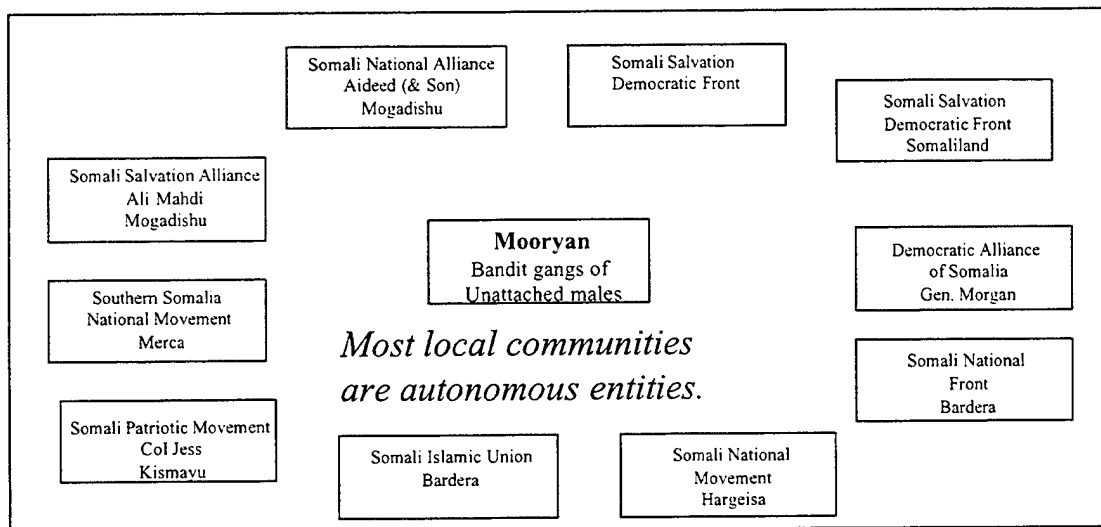 Somali National Alliance
Aideed (& Son)
Mogadishu
Somali Salvation
Democratic Front
Somali Salvation
Democratic Front
Somaliland
Somali Salvation Alliance
Ali Mahdi
Mogadishu
Mooryan
Bandit gangs of
Unattached males
Democratic Alliance
of Somalia
Gen. Morgan
Southern Somalia
National Movement
Merca
Most local communities
are autonomous entities.
Somali National
Front
Bardera
Somali Patriotic Movement
Col Jess
Kismayu
Somali Islamic Union
Bardera
Somali National
Movement
Hargeisa